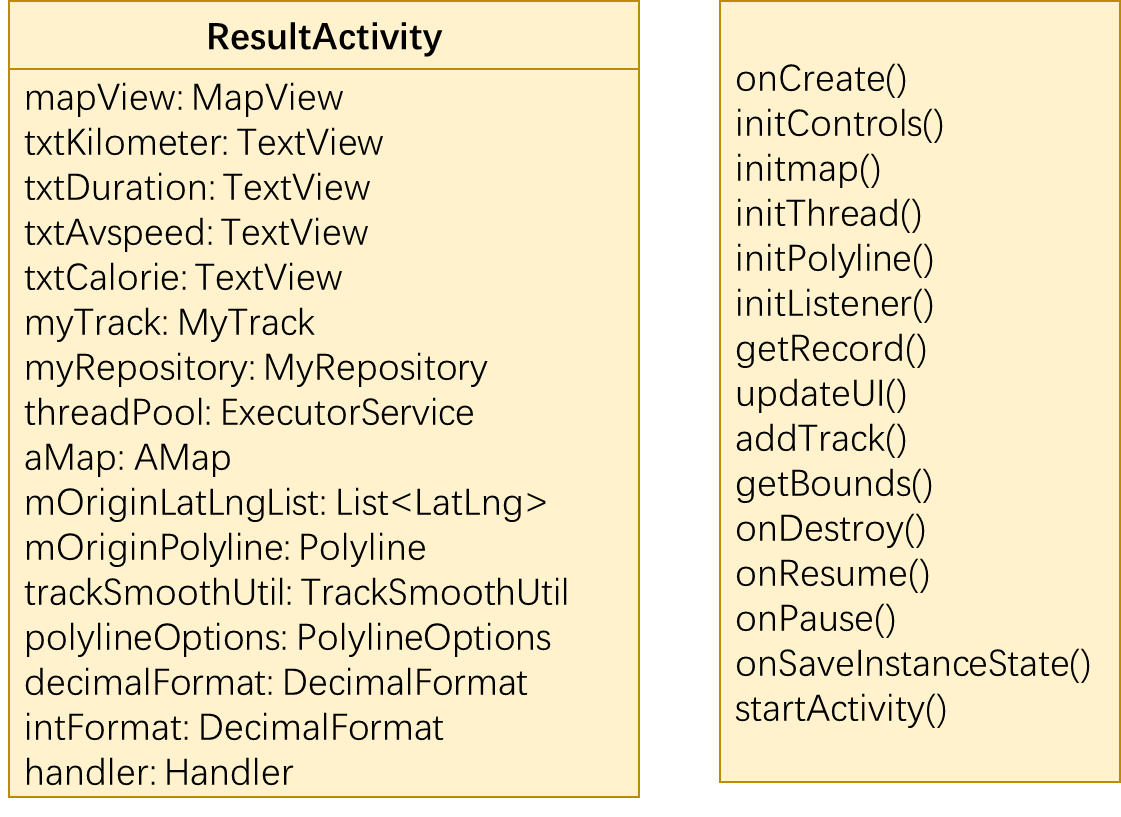 ResultActivity
mapView: MapView
txtKilometer: TextView
txtDuration: TextView
txtAvspeed: TextView
txtCalorie: TextView
myTrack: MyTrack
myRepository: MyRepository
threadPool: ExecutorService
aMap: AMap
mOriginLatLngList: List<LatLng>
mOriginPolyline: Polyline
trackSmoothUtil: TrackSmoothUtil
polylineOptions: PolylineOptions
decimalFormat: DecimalFormat
intFormat: DecimalFormat
handler: Handler
onCreate()
initControls()
initmap()
initThread()
initPolyline()
initListener()
getRecord()
updateUI()
addTrack()
getBounds()
onDestroy()
onResume()
onPause()
onSaveInstanceState()
startActivity()